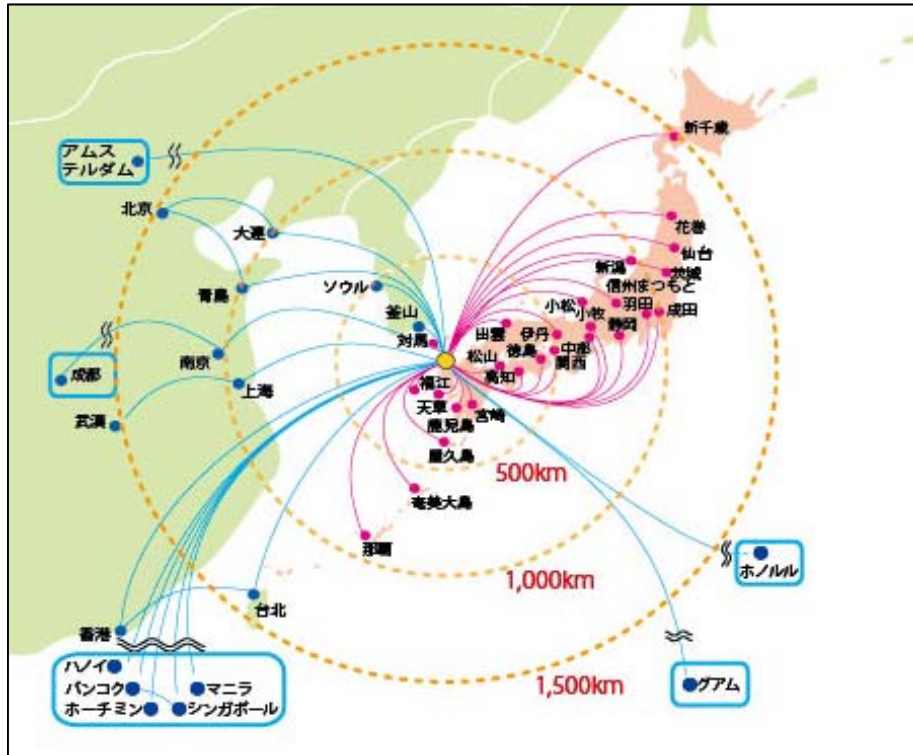 新千歳
アムス
テルダム
北京
花巻
大連
仙台
新潟
茨城
青島
ソウル
信州まつもと
小松
小牧
羽田
成田
釜山
出雲
伊丹
静岡
対馬
徳島
中部
松山
関西
南京
高知
成都
上海
福江
天草
宮崎
武漢
鹿児島
屋久島
500km
奄美大島
那覇
ホノルル
1,000km
台北
香港
ハノイ
バンコク
マニラ
グアム
1,500km
ホーチミン
シンガポール